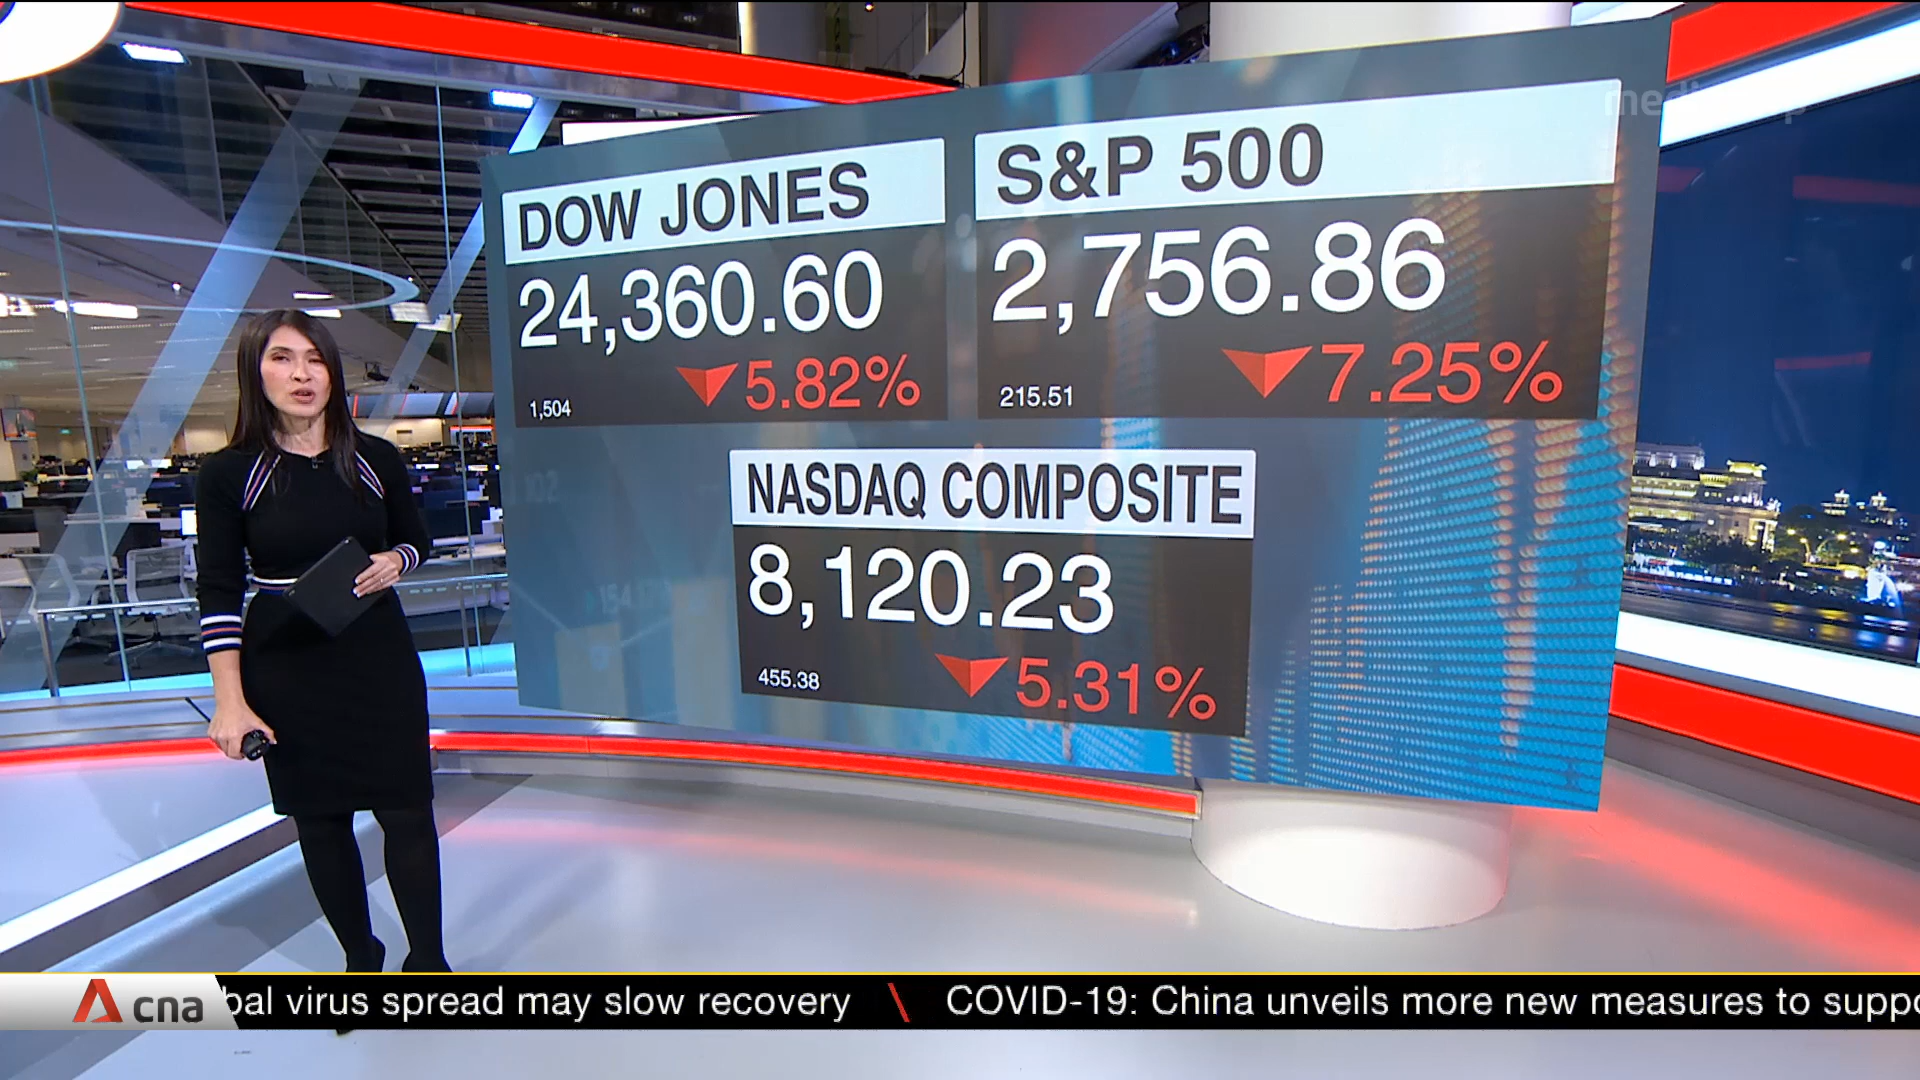 DOW JONES
24,360.60
1,504 5.82%
S&P 500
2,756.86
215.51 7.25%
NASDAQ COMPOSITE
8,120.23
455.38 5.31%
cna
virus spread may slow recovery \ COVID-19: China unveils more new measures to